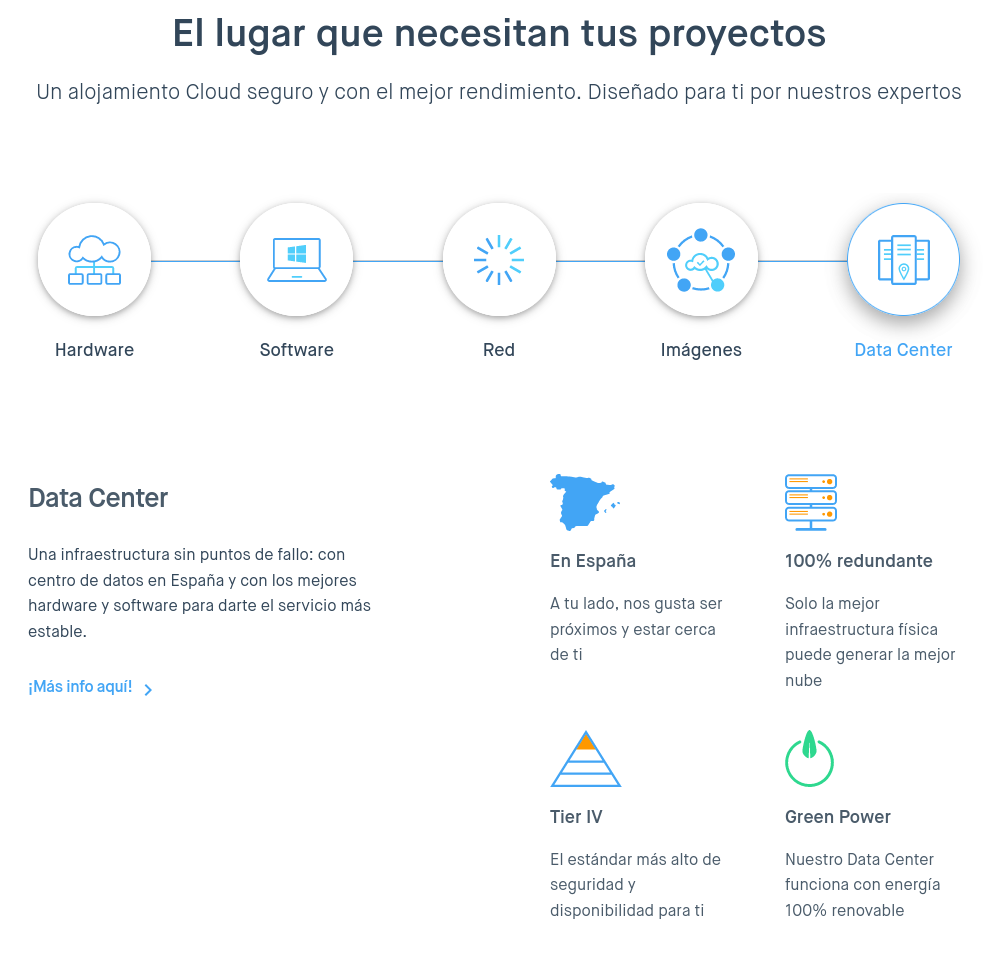 El lugar que necesitan tus proyectos
Un alojamiento Cloud seguro y con el mejor rendimiento. Diseñado para ti por nuestros expertos
Hardware
Software
Red
Imágenes
Data Center
Data Center
Una infraestructura sin puntos de fallo: con
centro de datos en España y con los mejores
hardware y software para darte el servicio más
estable.
¡Más info aquí!
En España
A tu lado, nos gusta ser
próximos y estar cerca
de ti
100% redundante
Solo la mejor
infraestructura física
puede generar la mejor
nube
Tier IV
El estándar más alto de
seguridad y
disponibilidad para ti
Green Power
Nuestro Data Center
funciona con energía
100% renovable